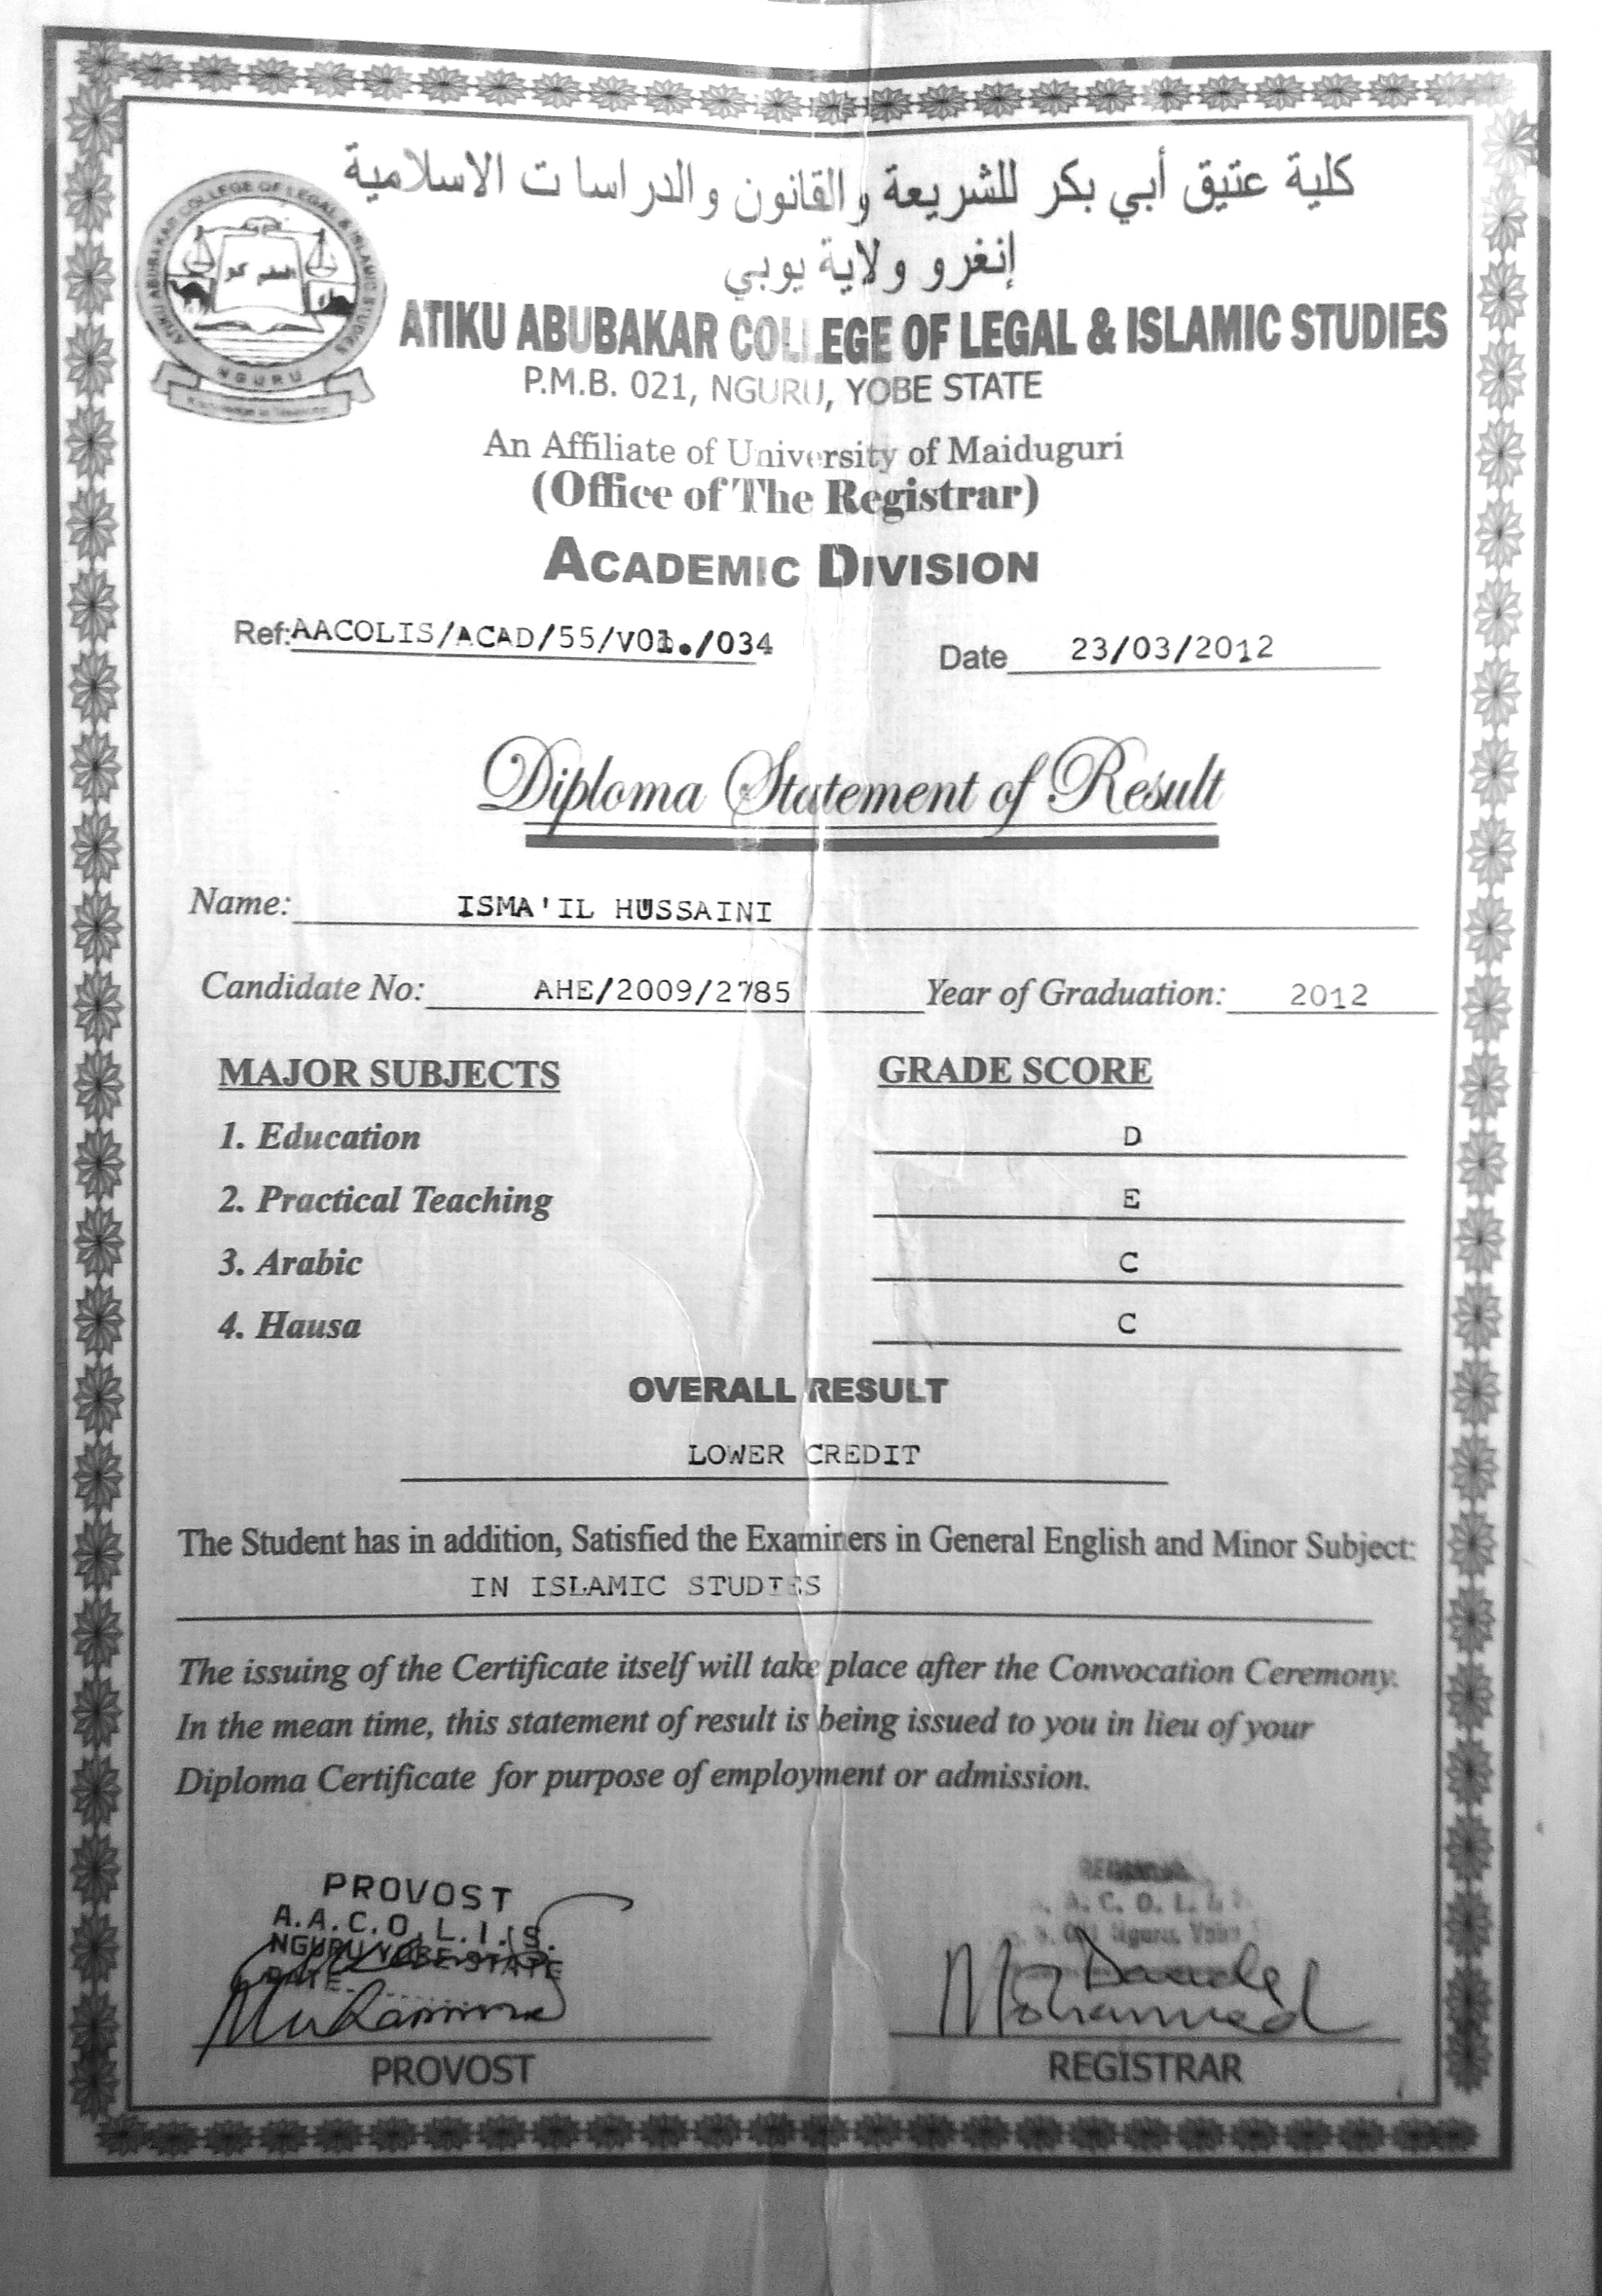 كلية عتيق أبي بكر للشريعة والقانون والدراسات الاسلامية
إنغرو ولاية يوبي
ATIKU ABUBAKAR COLLEGE OF LEGAL & ISLAMIC STUDIES
NGURU
ATIKU ABUBAKAR COLLEGE OF LEGAL & ISLAMIC STUDIES
P.M.B. 021, NGURU, YOBE STATE
An Affiliate of University of Maiduguri
(Office of The Registrar)
ACADEMIC DIVISION
Ref: AACOLIS/ACAD/55/VOl./034 Date 23/03/2012
Diploma Statement of Result
Name: ISMA'IL HUSSAINI
Candidate No: AHE/2009/2785 Year of Graduation: 2012
MAJOR SUBJECTS GRADE SCORE
1. Education D
2. Practical Teaching E
3. Arabic C
4. Hausa C
OVERALL RESULT
LOWER CREDIT
The Student has in addition, Satisfied the Examiners in General English and Minor Subject:
IN ISLAMIC STUDIES
The issuing of the Certificate itself will take place after the Convocation Ceremony.
In the mean time, this statement of result is being issued to you in lieu of your
Diploma Certificate for purpose of employment or admission.
PROVOST
A.A.C.O.L.I.S.
NGURU YOBE STATE
DATE
A. C. O. L. I. S.
Nguru, Yobe
Mohammed
PROVOST REGISTRAR